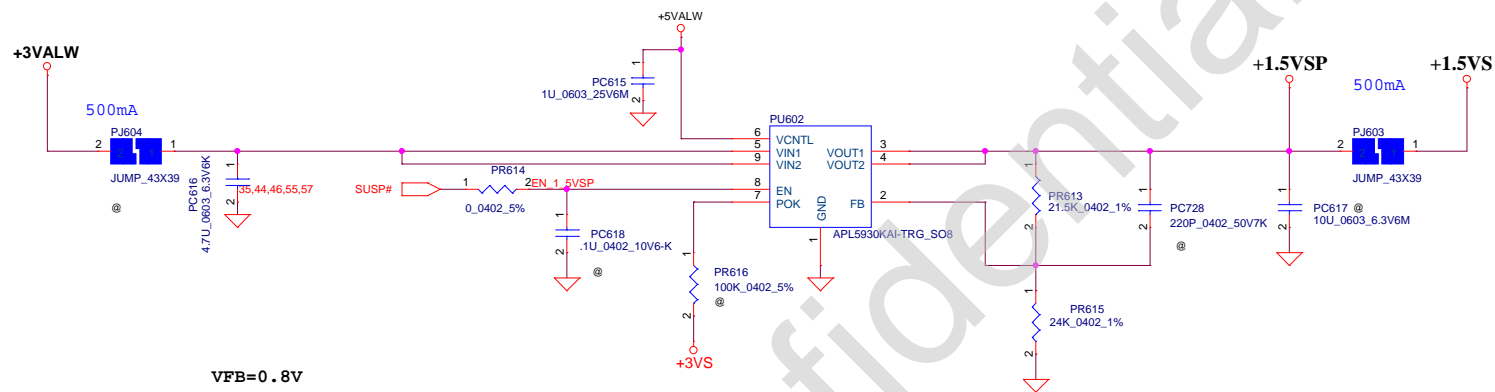 +5VALW
+3VALW
+1.5VSP
+1.5VS
1
PC615
1U_0603_25V6M
2
500mA
500mA
PJ604
2
2
1
1
JUMP_43X39
@
1
PC616
4.7U_0603_6.3V6K
2
35,44,46,55,57
SUSP#
PR614
1
2
EN_1_5VSP
0_0402_5%
1
PC618
.1U_0402_10V6-K
2
@
PU602
6
VCNTL
5
VIN1
9
VIN2
8
EN
7
POK
GND
1
VOUT1
3
VOUT2
4
FB
2
APL5930KAI-TRG_SO8
1
PR616
100K_0402_5%
@
2
+3VS
1
PR613
21.5K_0402_1%
2
1
PC728
220P_0402_50V7K
2
@
1
PC617
@
10U_0603_6.3V6M
2
PJ603
2
2
1
1
JUMP_43X39
1
PR615
24K_0402_1%
2
VFB=0.8V
fidential